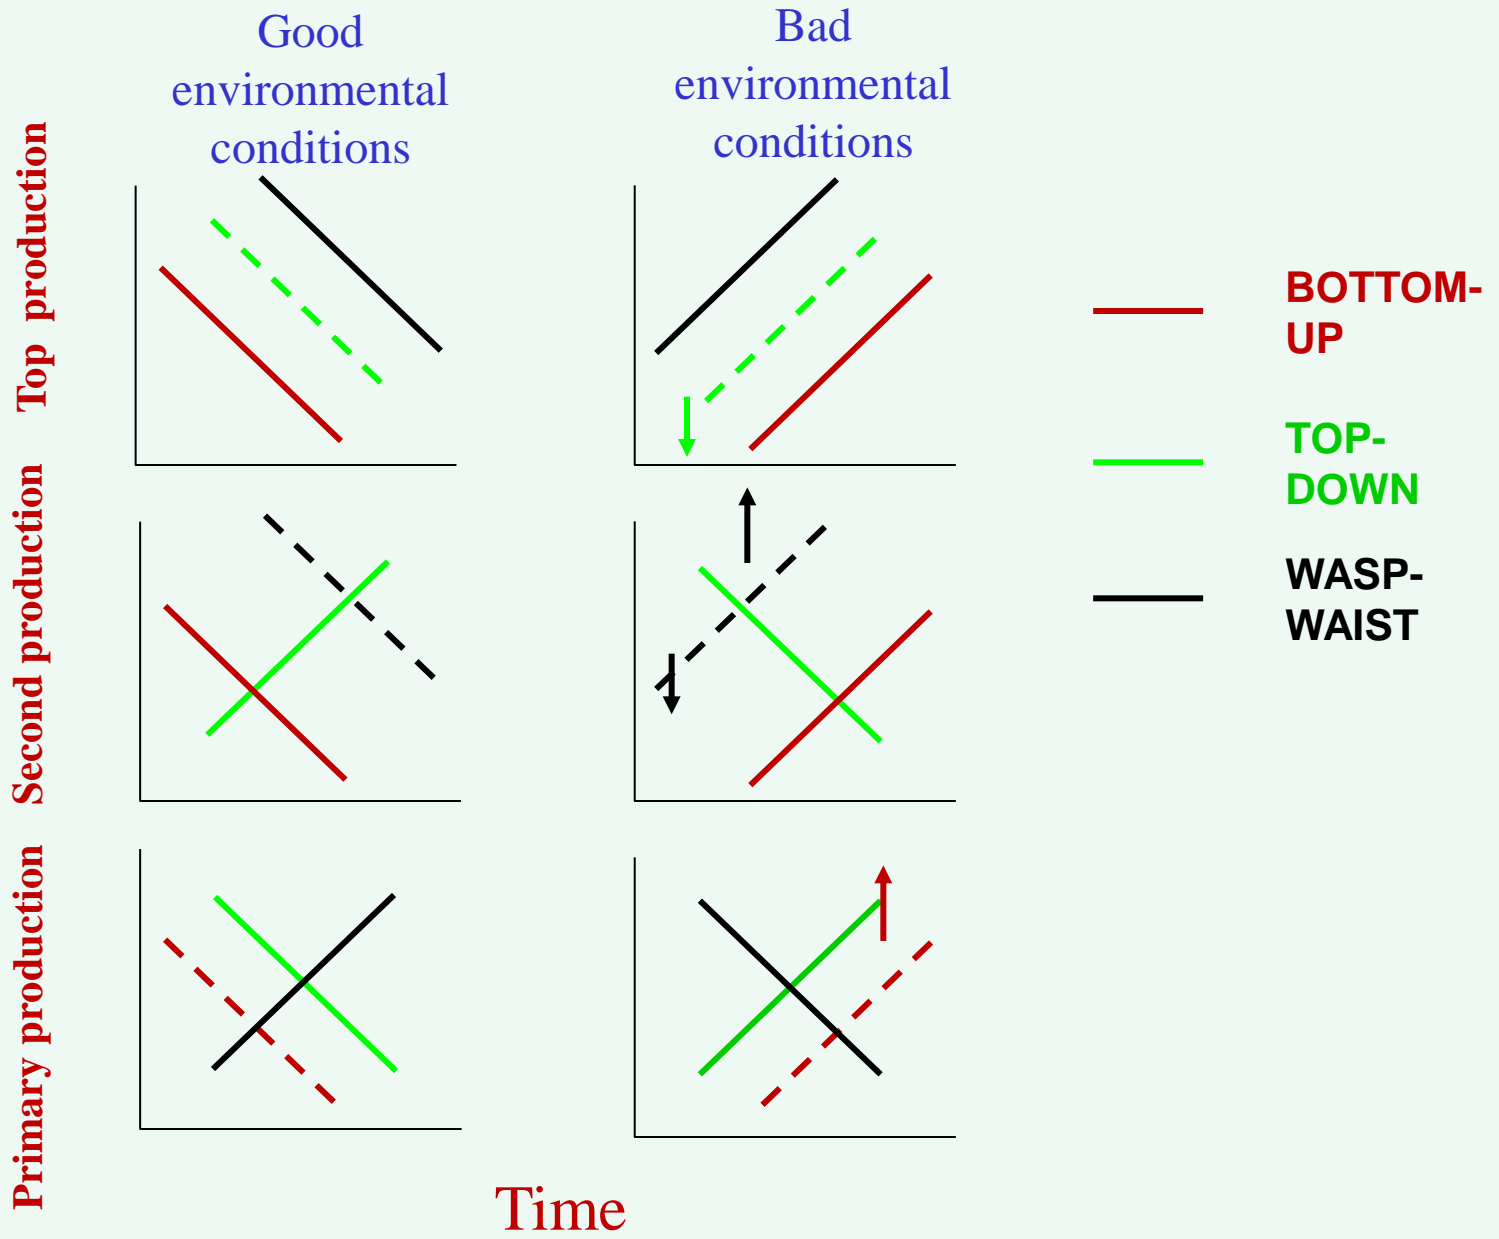 Good
environmental
conditions
Bad
environmental
conditions
Top production
Second production
Primary production
Time
BOTTOM-
UP
TOP-
DOWN
WASP-
WAIST